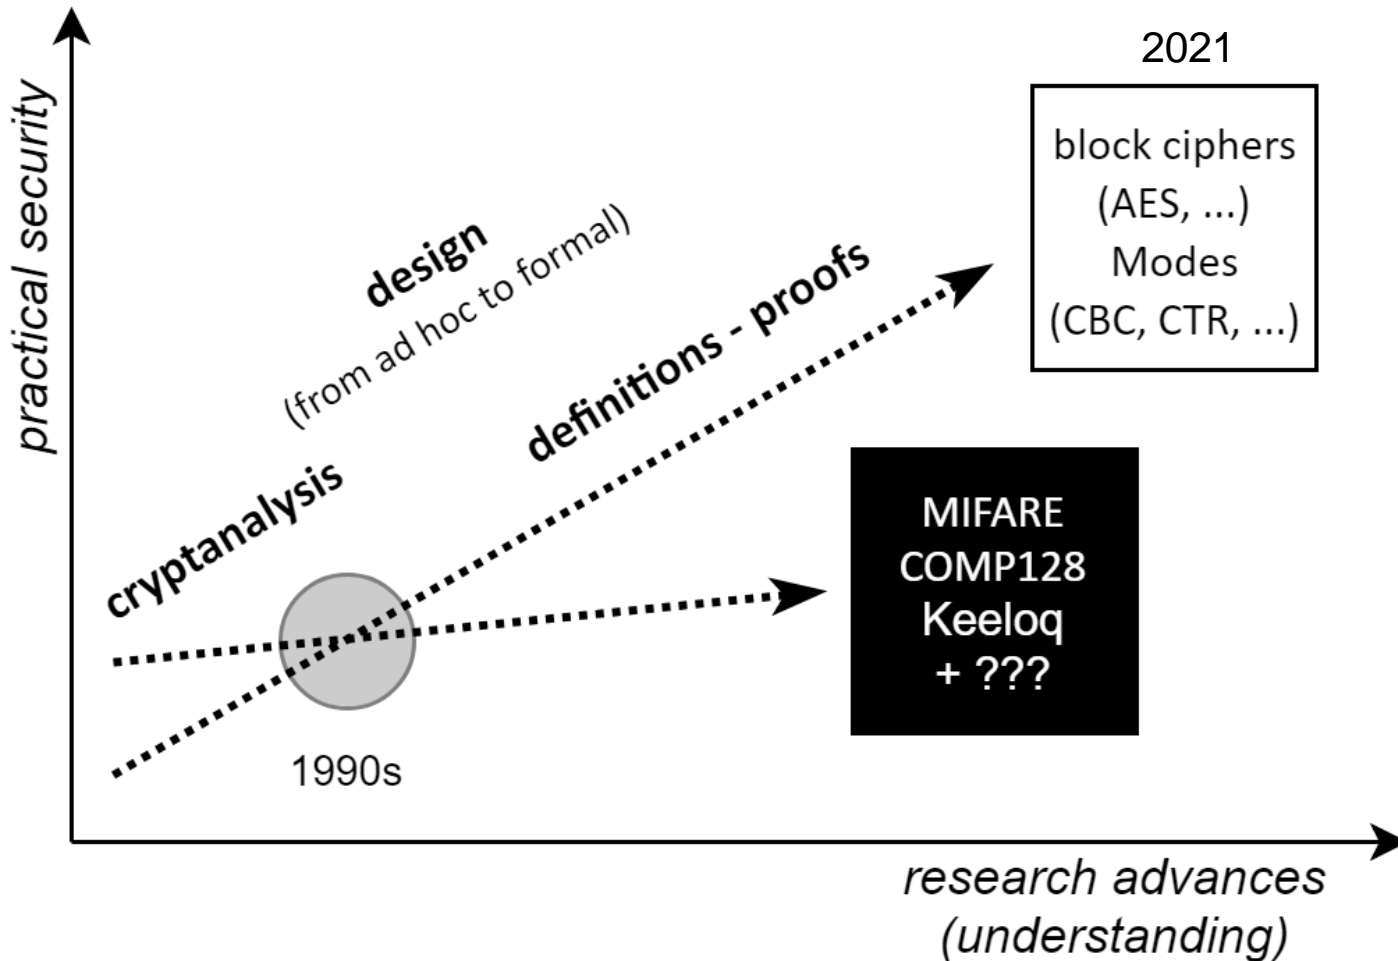 practical security
2021
block ciphers
(AES, ...)
Modes
(CBC, CTR, ...)
design
(from ad hoc to formal)
definitions - proofs
cryptanalysis
MIFARE
COMP128
Keeloq
+ ???
1990s
research advances
(understanding)